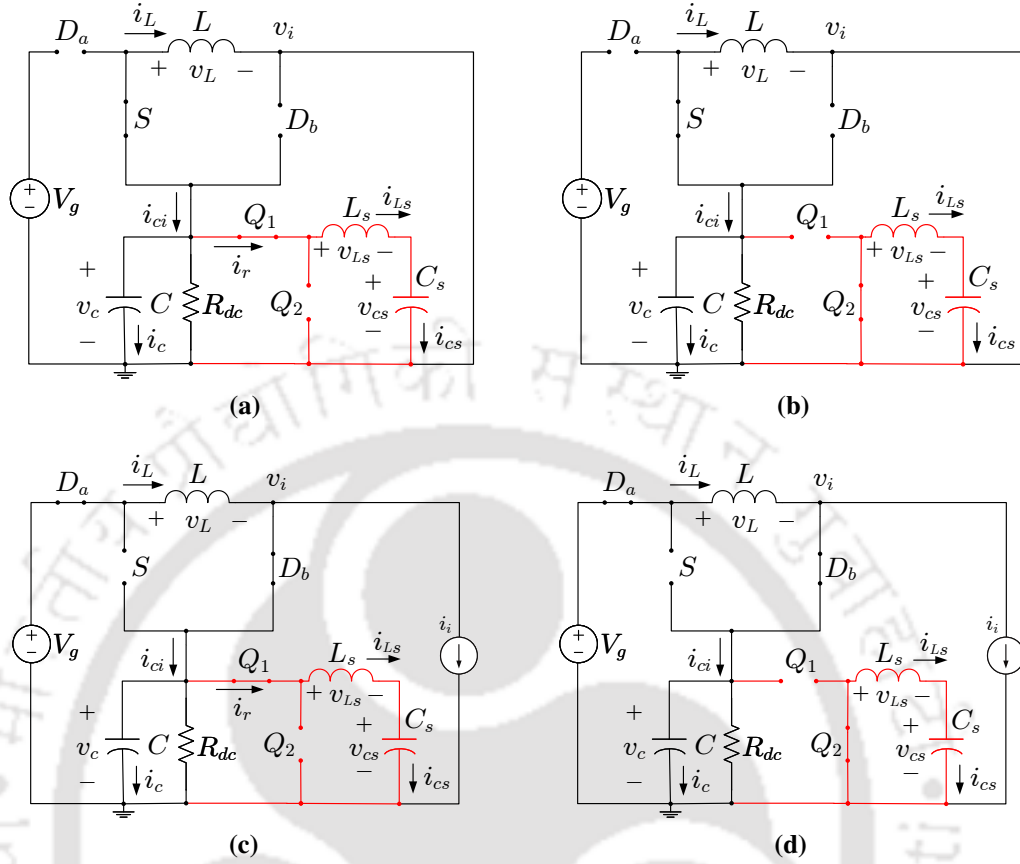 i_L L v_i
D_a + v_L −
S D_b
V_g + −
i_ci Q_1 L_s i_Ls
i_r + v_Ls −
+ v_c − C R_dc Q_2 + v_cs − C_s
i_c i_cs
(a)
i_L L v_i
D_a + v_L −
S D_b
V_g + −
i_ci Q_1 L_s i_Ls
+ v_Ls −
+ v_c − C R_dc Q_2 + v_cs − C_s
i_c i_cs
(b)
i_L L v_i
D_a + v_L −
S D_b
V_g + − i_i
i_ci Q_1 L_s i_Ls
i_r + v_Ls −
+ v_c − C R_dc Q_2 + v_cs − C_s
i_c i_cs
(c)
i_L L v_i
D_a + v_L −
S D_b
V_g + − i_i
i_ci Q_1 L_s i_Ls
+ v_Ls −
+ v_c − C R_dc Q_2 + v_cs − C_s
i_c i_cs
(d)